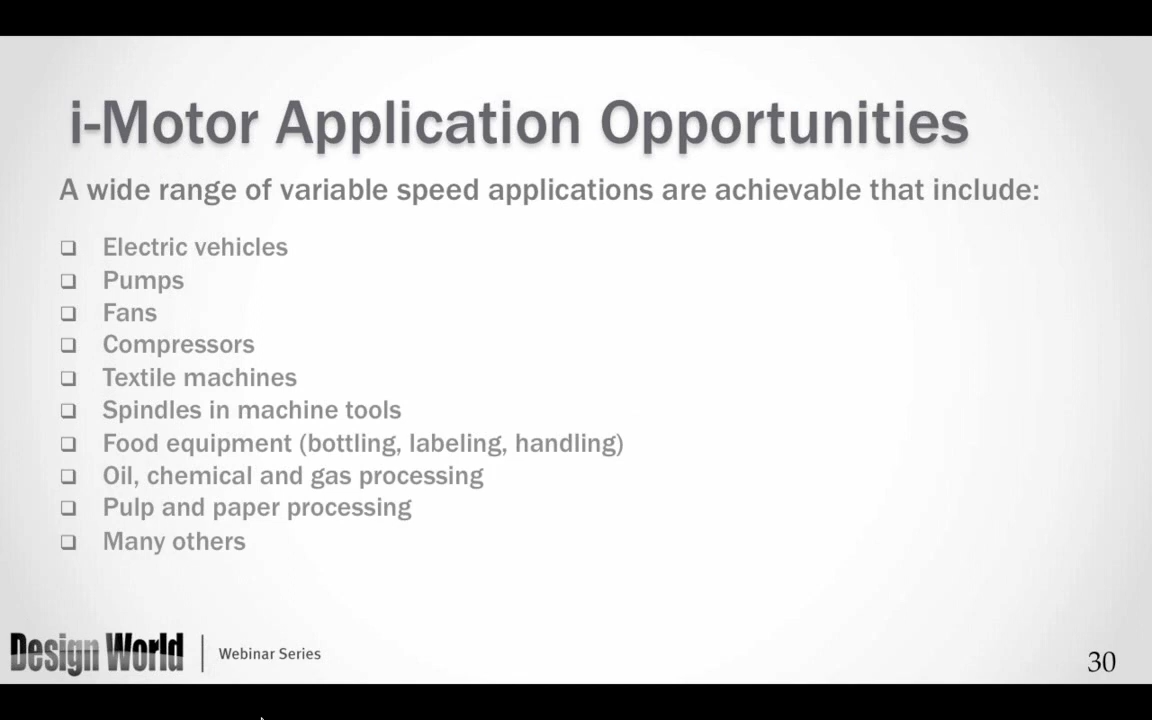 i-Motor Application Opportunities
A wide range of variable speed applications are achievable that include:
❑ Electric vehicles
❑ Pumps
❑ Fans
❑ Compressors
❑ Textile machines
❑ Spindles in machine tools
❑ Food equipment (bottling, labeling, handling)
❑ Oil, chemical and gas processing
❑ Pulp and paper processing
❑ Many others
Design World | Webinar Series
30